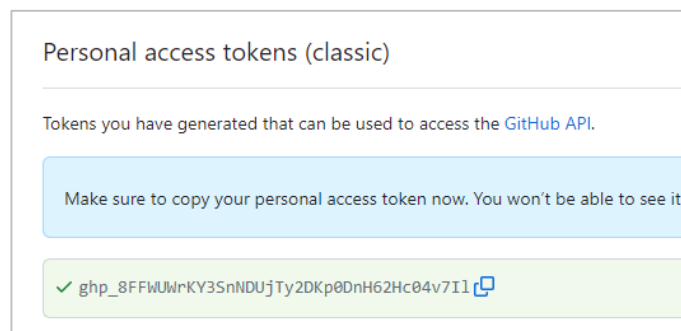 Personal access tokens (classic)
Tokens you have generated that can be used to access the GitHub API.
Make sure to copy your personal access token now. You won't be able to see it
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